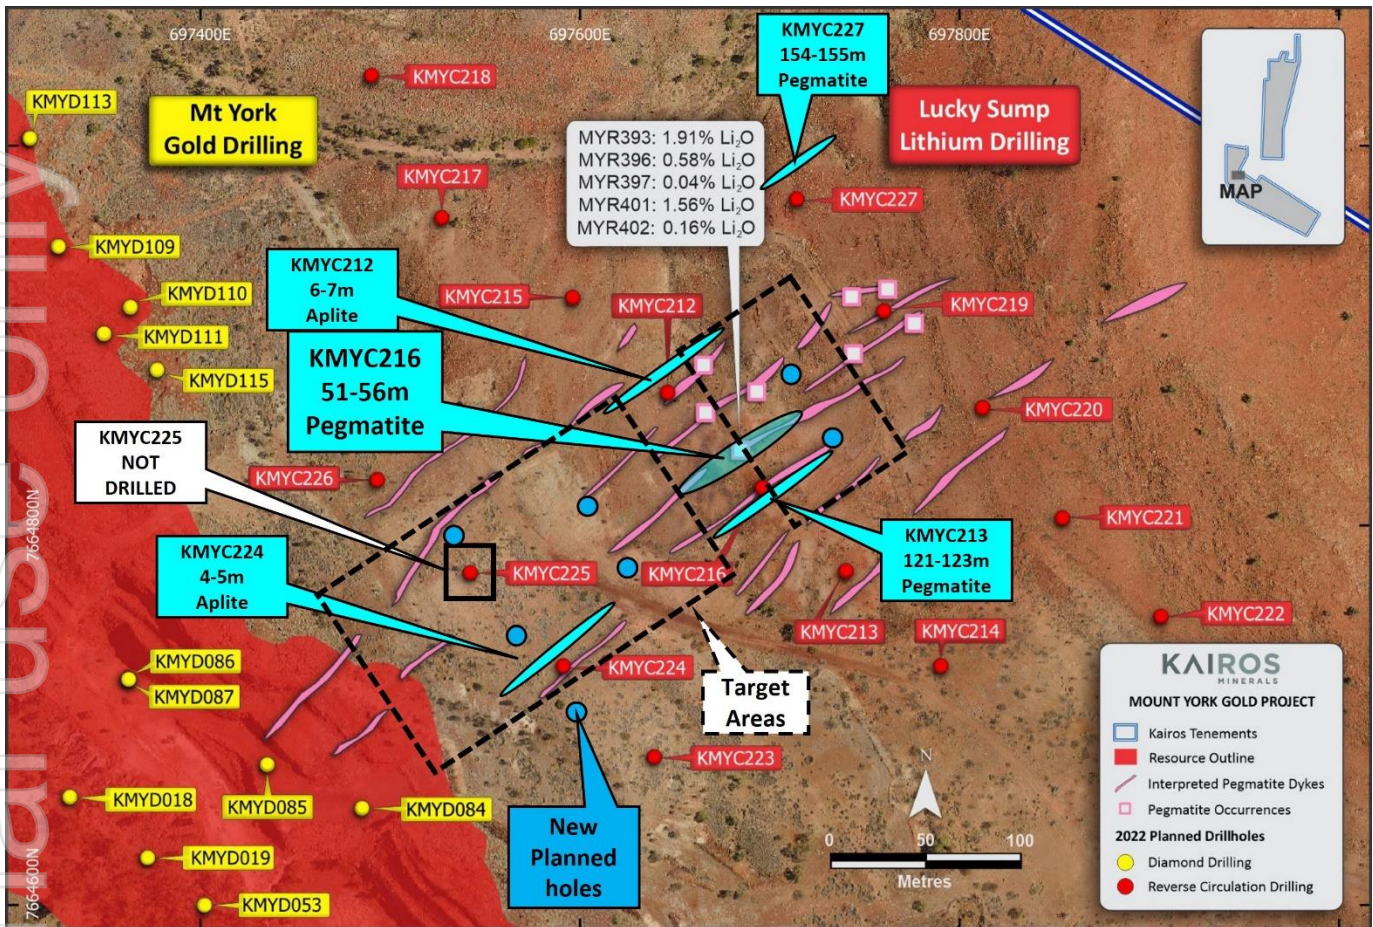 697400E
697600E
697800E
KMYC227
154-155m
Pegmatite
KMYC218
KMYD113
Mt York
Gold Drilling
Lucky Sump
Lithium Drilling
MYR393: 1.91% Li₂O
MYR396: 0.58% Li₂O
MYR397: 0.04% Li₂O
MYR401: 1.56% Li₂O
MYR402: 0.16% Li₂O
MAP
KMYC217
KMYC227
KMYD109
KMYC212
6-7m
Aplite
KMYD110
KMYC215
KMYC212
KMYC219
KMYD111
KMYC216
51-56m
Pegmatite
KMYD115
KMYC220
KMYC225
NOT
DRILLED
KMYC226
7664800N
KMYC221
KMYC213
121-123m
Pegmatite
KMYC224
4-5m
Aplite
KMYC225
KMYC216
KMYC222
KMYC213
KMYC214
KMYD086
KMYD087
KMYC224
Target
Areas
KMYC223
N
KMYD018
KMYD085
KMYD084
New
Planned
holes
0 50 100
Metres
KMYD019
KMYD053
7664600N
KAIROS
MINERALS
MOUNT YORK GOLD PROJECT
Kairos Tenements
Resource Outline
Interpreted Pegmatite Dykes
Pegmatite Occurrences
2022 Planned Drillholes
Diamond Drilling
Reverse Circulation Drilling
use only